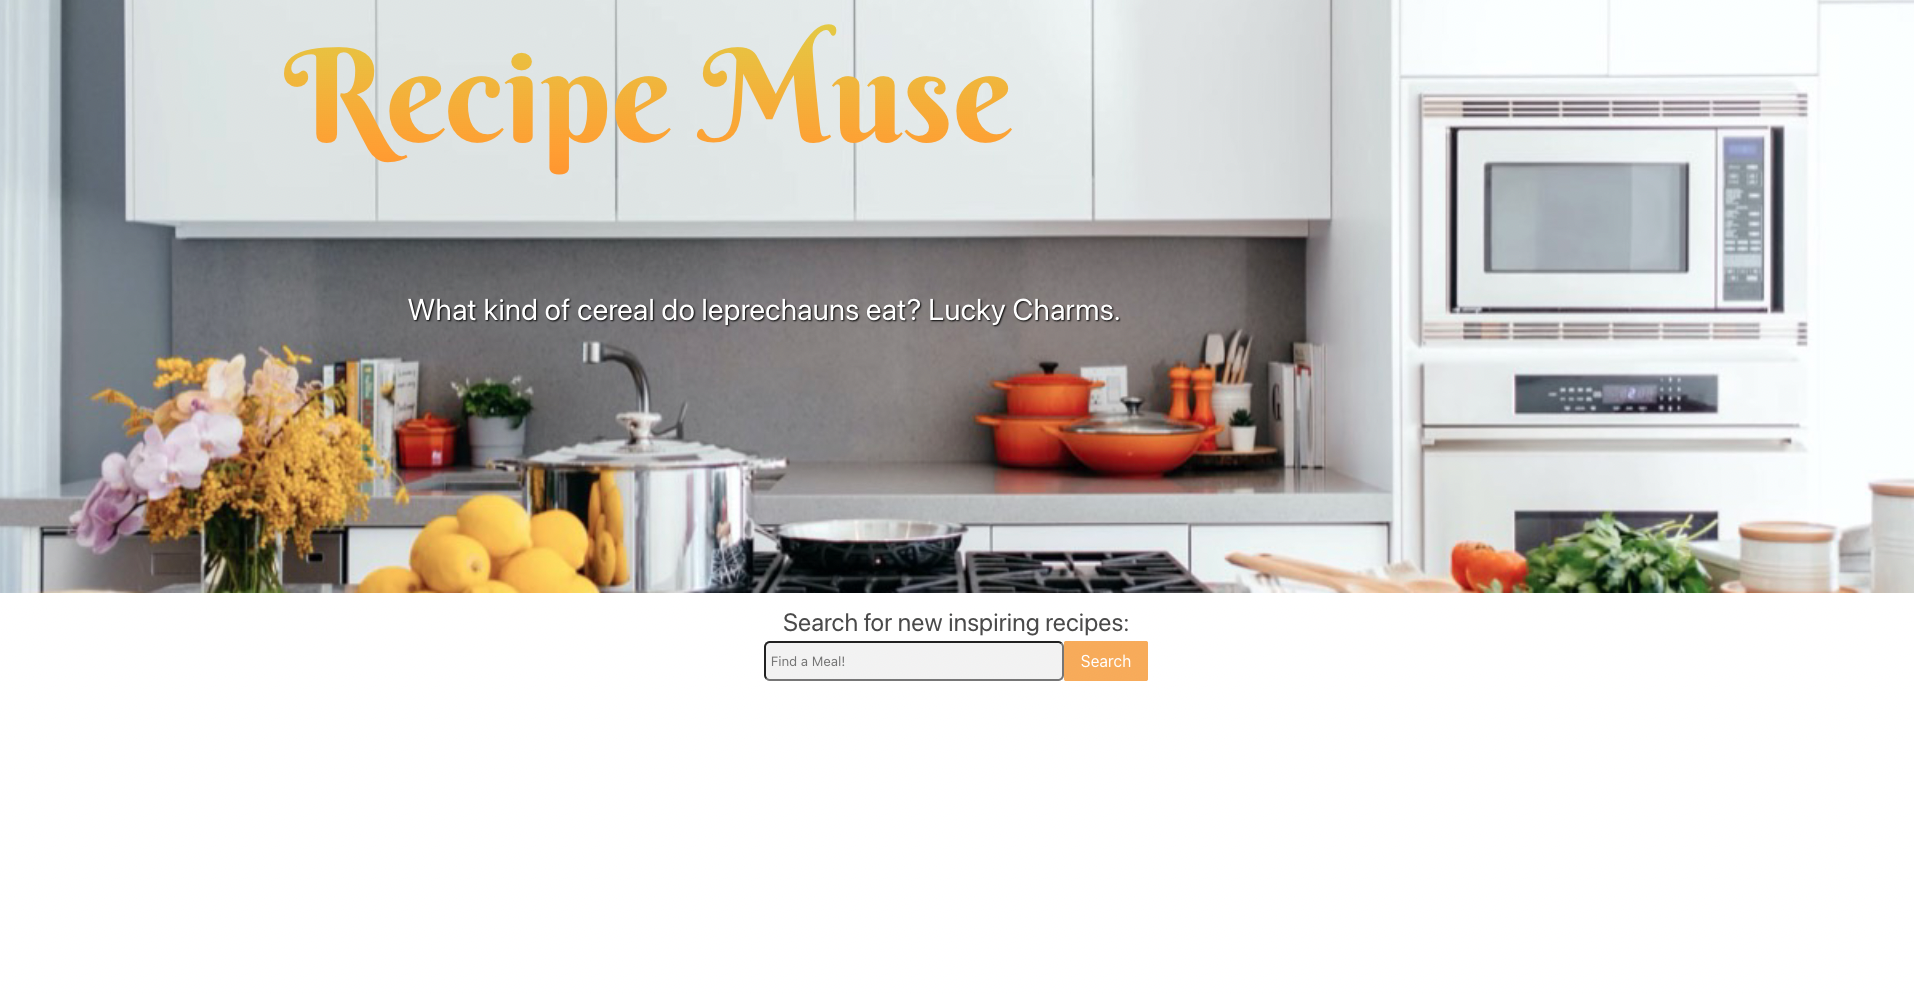 Recipe Muse
What kind of cereal do leprechauns eat? Lucky Charms.
Search for new inspiring recipes:
Find a Meal!
Search